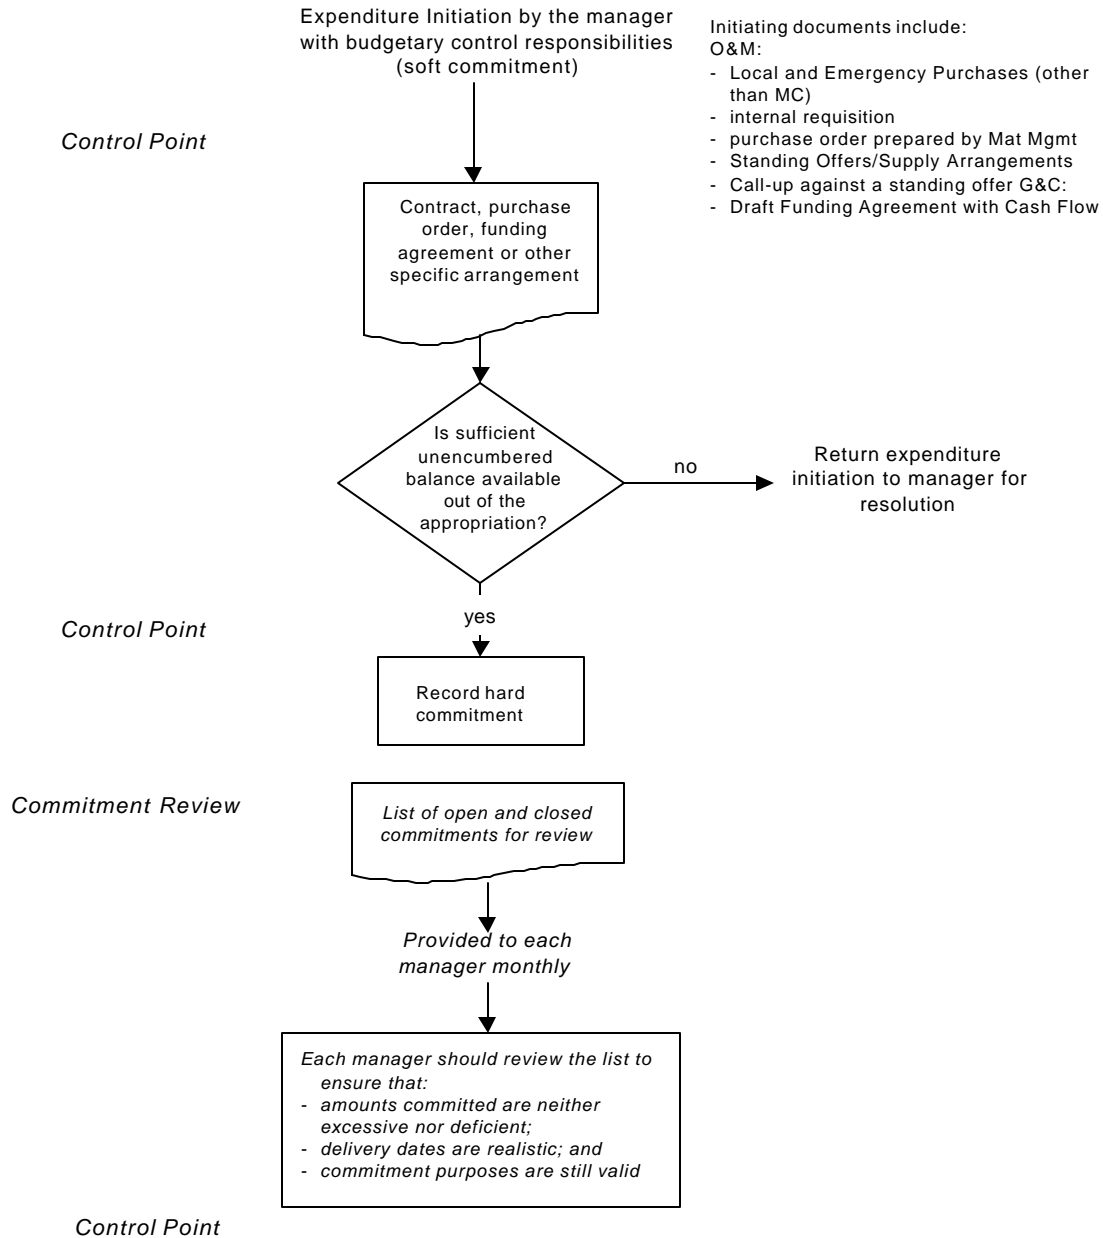 Expenditure Initiation by the manager
with budgetary control responsibilities
(soft commitment)
Initiating documents include:
O&M:
- Local and Emergency Purchases (other
than MC)
- internal requisition
- purchase order prepared by Mat Mgmt
- Standing Offers/Supply Arrangements
- Call-up against a standing offer G&C:
- Draft Funding Agreement with Cash Flow
Control Point
Contract, purchase
order, funding
agreement or other
specific arrangement
Is sufficient
unencumbered
balance available
out of the
appropriation?
no
Return expenditure
initiation to manager for
resolution
yes
Control Point
Record hard
commitment
Commitment Review
List of open and closed
commitments for review
Provided to each
manager monthly
Each manager should review the list to
ensure that:
- amounts committed are neither
excessive nor deficient;
- delivery dates are realistic; and
- commitment purposes are still valid
Control Point